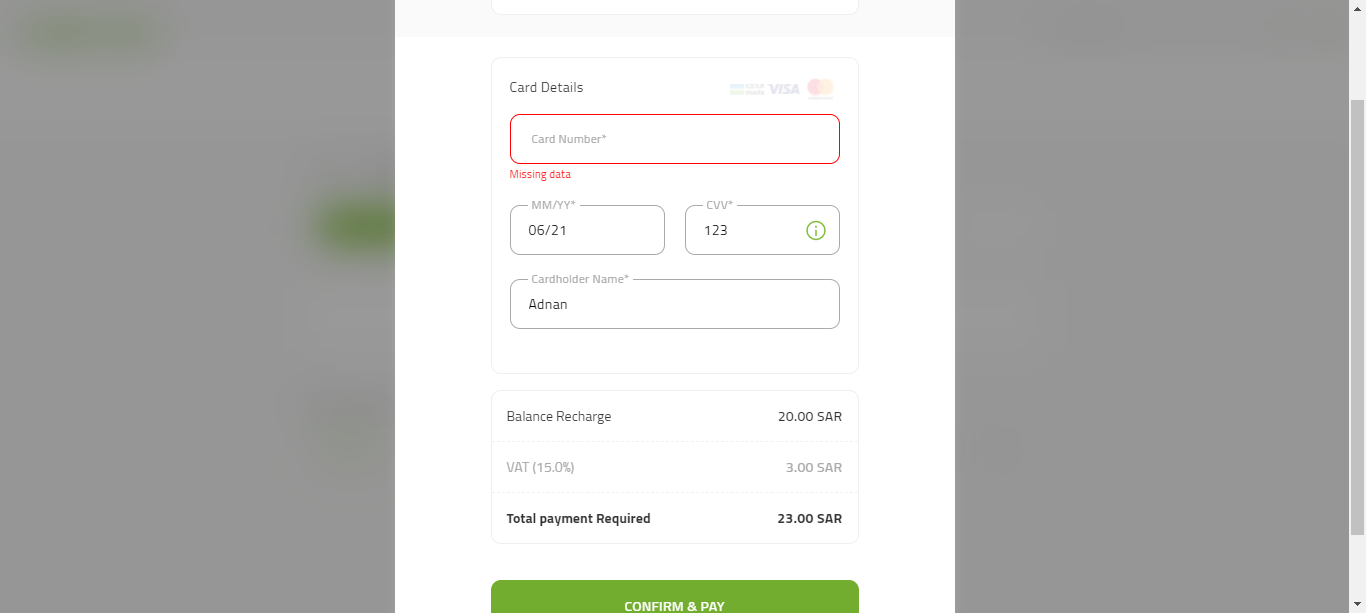 Card Details
VISA
Card Number*
Missing data
MM/YY* CVV*
06/21 123
Cardholder Name*
Adnan
Balance Recharge 20.00 SAR
VAT (15.0%) 3.00 SAR
Total payment Required 23.00 SAR
CONFIRM & PAY